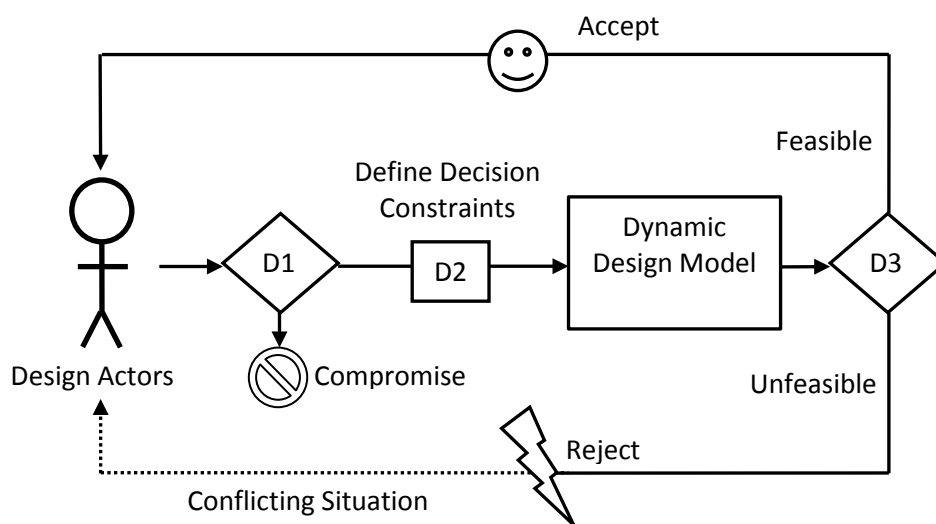 Accept
Feasible
Define Decision
Constraints
Dynamic
Design Model
D1
D2
D3
Design Actors
Compromise
Unfeasible
Reject
Conflicting Situation